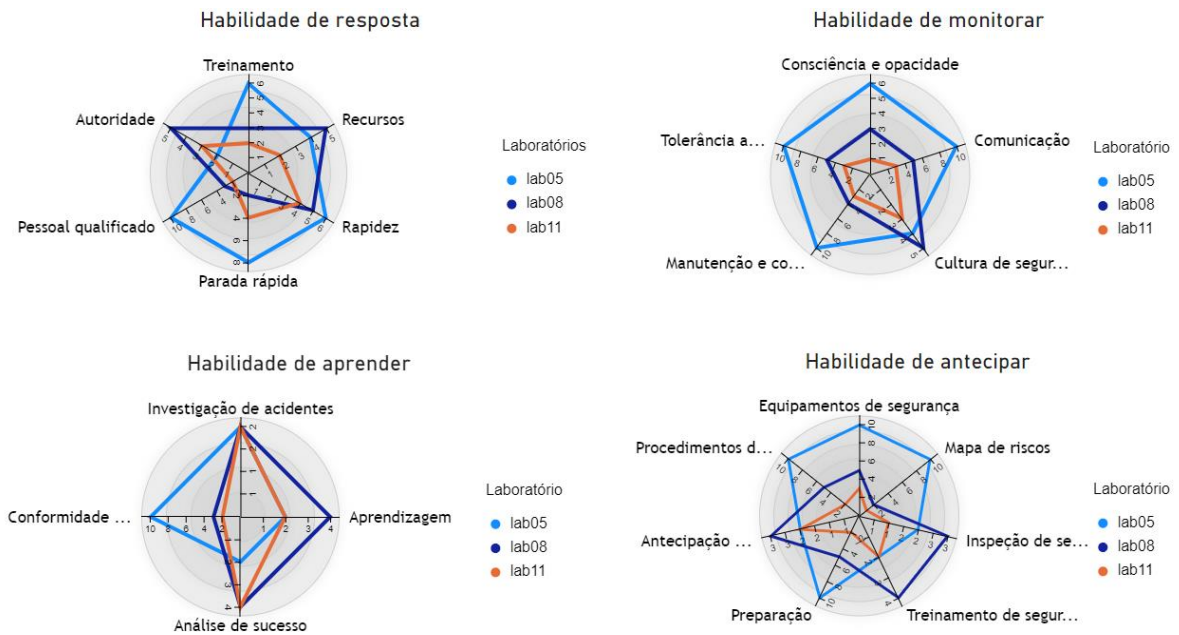 Habilidade de resposta
Treinamento
Autoridade
Recursos
Pessoal qualificado
Rapidez
Parada rápida
Laboratórios
lab05
lab08
lab11
Habilidade de monitorar
Consciência e opacidade
Tolerância a...
Comunicação
Manutenção e co...
Cultura de segur...
Laboratório
lab05
lab08
lab11
Habilidade de aprender
Investigação de acidentes
Conformidade ...
Aprendizagem
Análise de sucesso
Laboratório
lab05
lab08
lab11
Habilidade de antecipar
Equipamentos de segurança
Procedimentos d...
Mapa de riscos
Antecipação ...
Inspeção de se...
Preparação
Treinamento de segur...
Laboratório
lab05
lab08
lab11